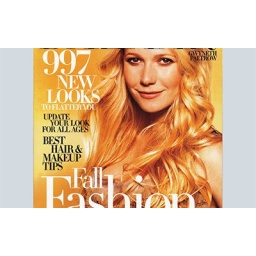 997
NEW
LOOKS
TO FLATTER YOU
GWYNETH
PALTROW
UPDATE
YOUR LOOK
FOR ALL AGES
BEST
HAIR &
MAKEUP
TIPS
Fall
Fashion